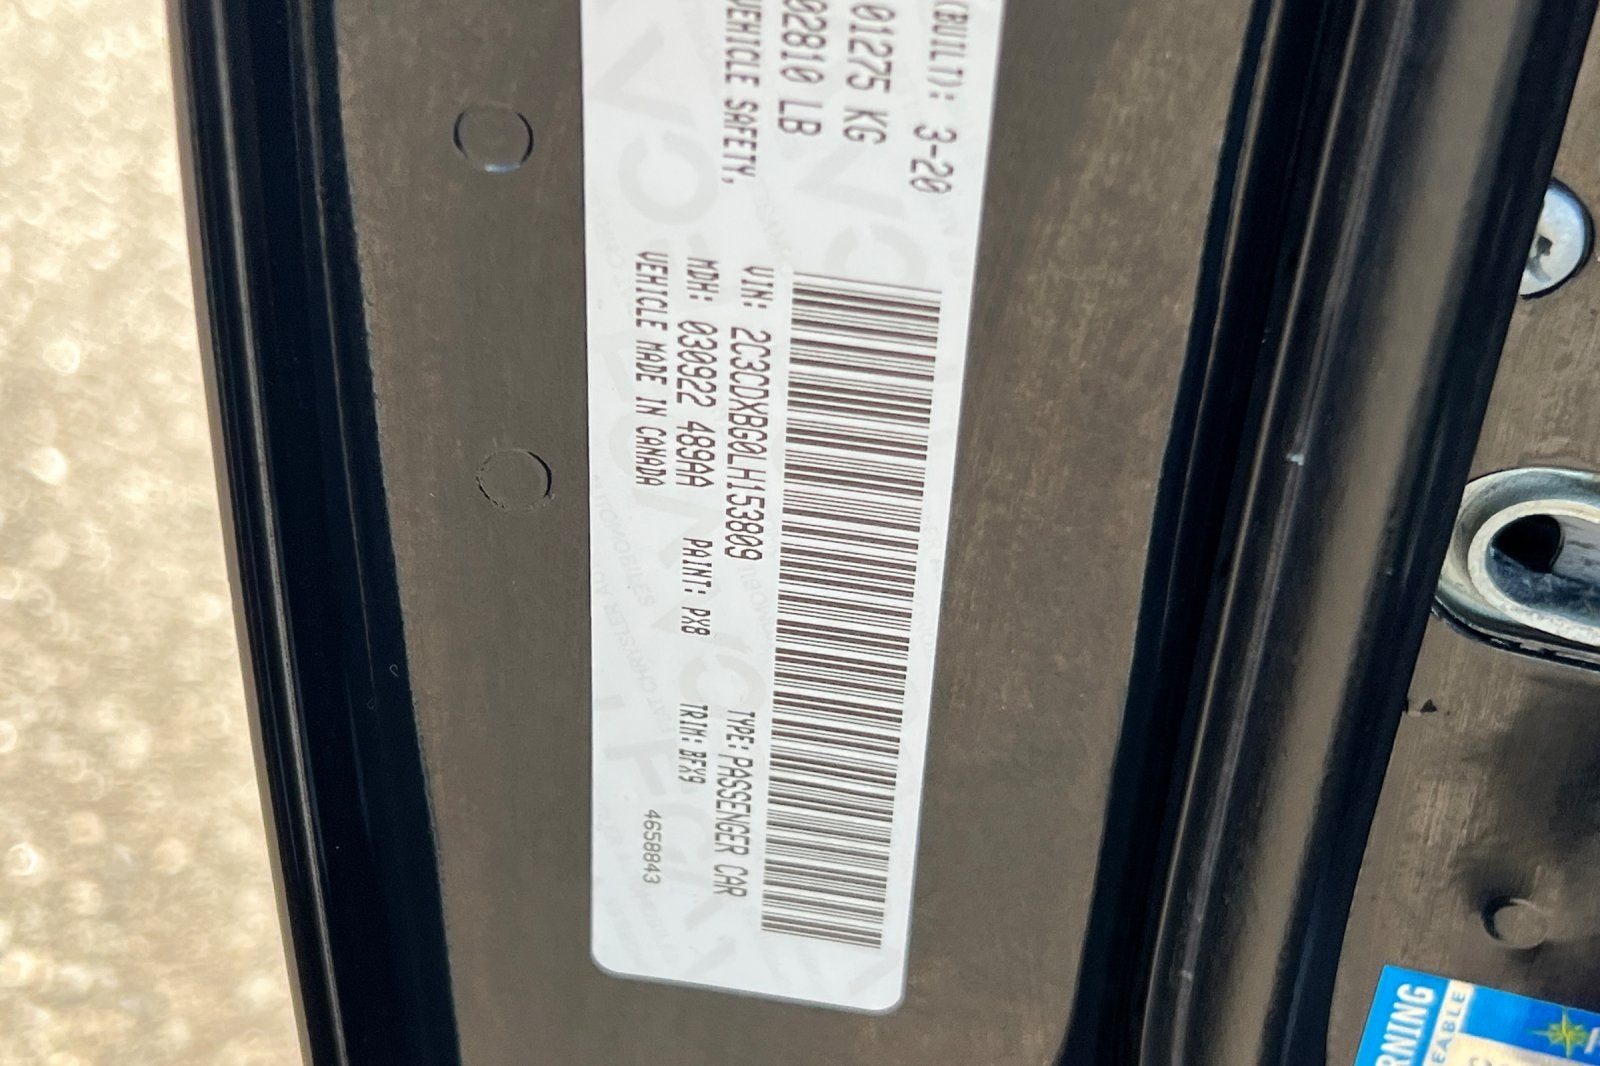 (BUILT): 3-20
01275 KG
02810 LB
VEHICLE SAFETY,
VIN: 2C3CDXBG0LH153809 TYPE: PASSENGER CAR
MDH: 030922 489AA PAINT: PX8 TRIM: BFX9
VEHICLE MADE IN CANADA
4658843
RNING
EABLE